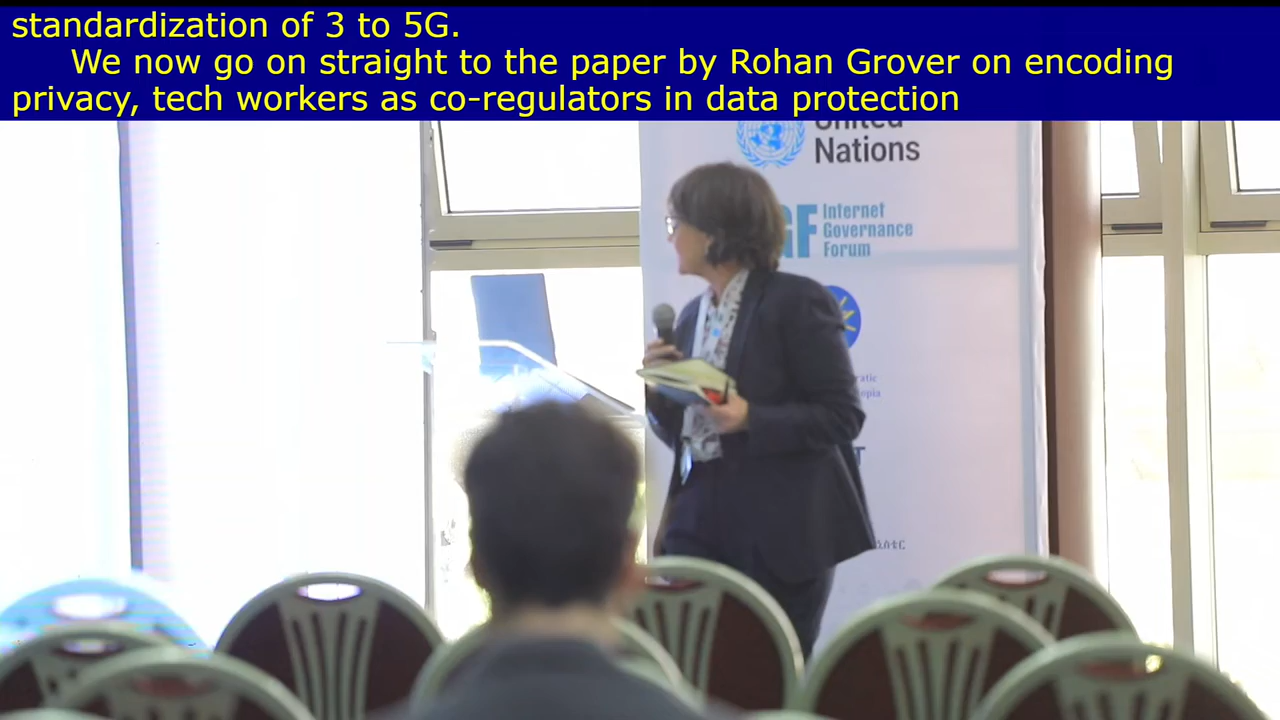 standardization of 3 to 5G.
We now go on straight to the paper by Rohan Grover on encoding
privacy, tech workers as co-regulators in data protection
United
Nations
GF
Internet
Governance
Forum